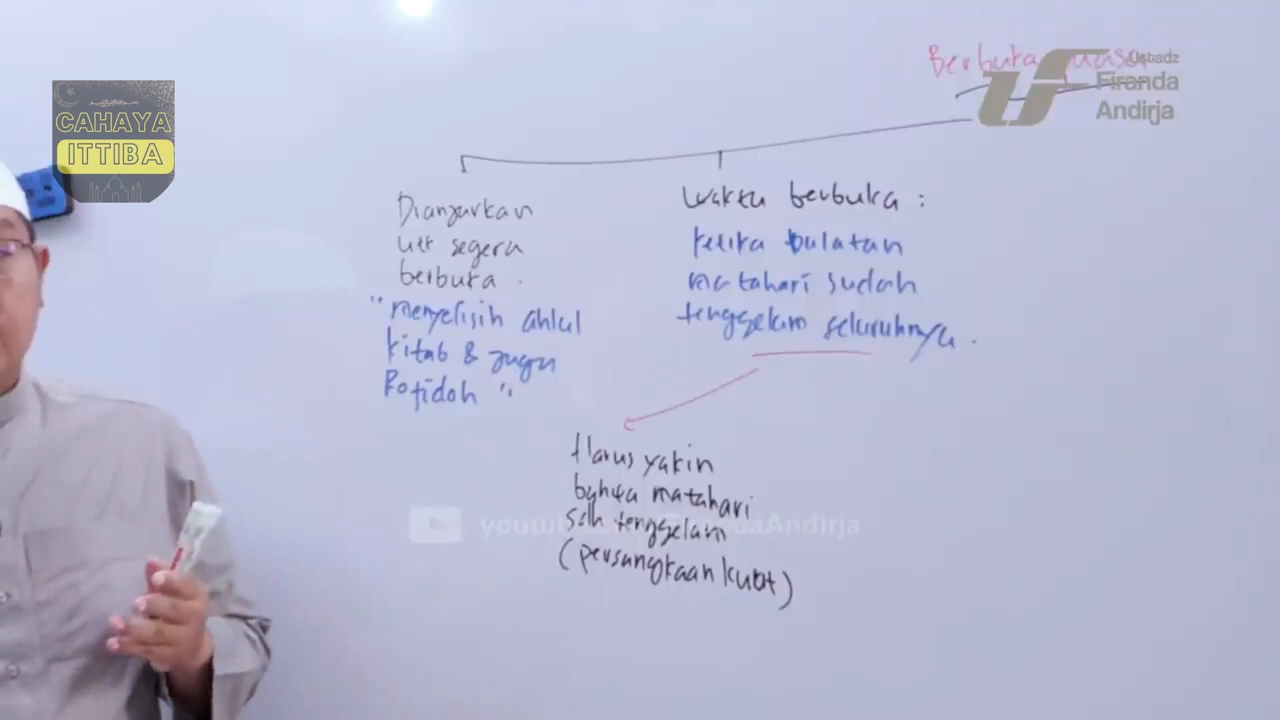 CAHAYA
ITTIBA
Berbuka puasa
Ustadz
Firanda
Andirja
Dianjurkan
utk segera
berbuka.
"menyelisih ahlul
kitab & juga
Rofidoh"
Waktu berbuka :
ketika bulatan
matahari sudah
tenggelam seluruhnya.
Harus yakin
bahwa matahari
sdh tenggelam
(persangkaan kuat)